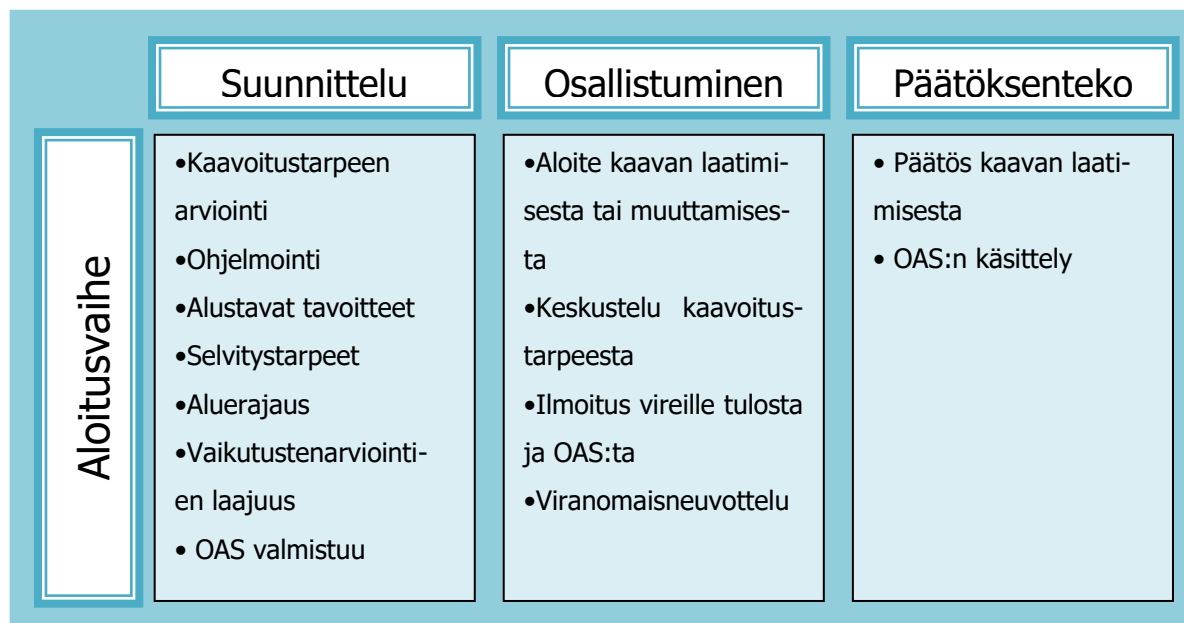 Suunnittelu
Osallistuminen
Päätöksenteko
Aloitusvaihe
•Kaavoitustarpeen
arviointi
•Ohjelmointi
•Alustavat tavoitteet
•Selvitystarpeet
•Aluerajaus
•Vaikutustenarviointi-
en laajuus
• OAS valmistuu
•Aloite kaavan laatimi-
sesta tai muuttamises-
ta
•Keskustelu kaavoitus-
tarpeesta
•Ilmoitus vireille tulosta
ja OAS:ta
•Viranomaisneuvottelu
• Päätös kaavan laati-
misesta
• OAS:n käsittely